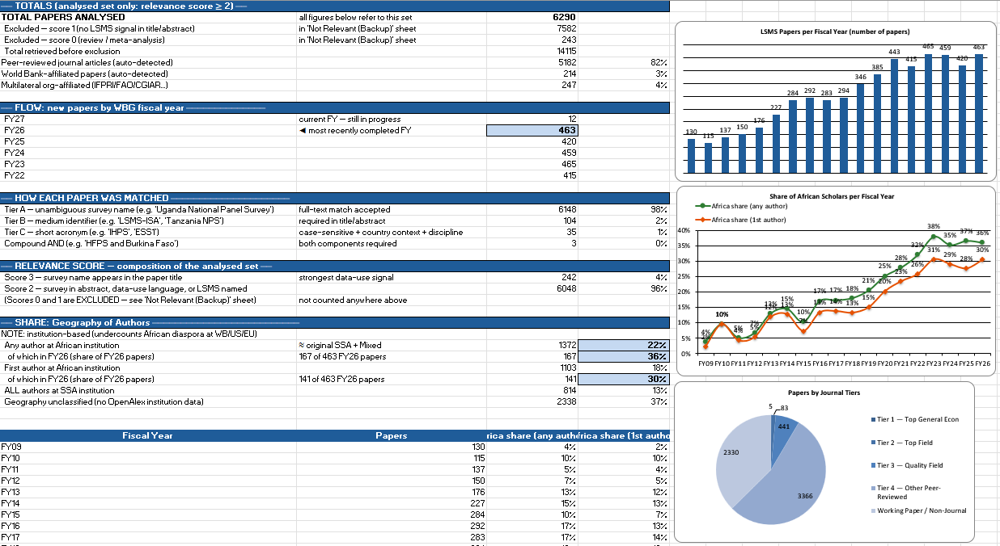 ── TOTALS (analysed set only: relevance score ≥ 2) ──
TOTAL PAPERS ANALYSED all figures below refer to this set 6290
Excluded — score 1 (no LSMS signal in title/abstract) in 'Not Relevant (Backup)' sheet 7582
Excluded — score 0 (review / meta-analysis) in 'Not Relevant (Backup)' sheet 243
Total retrieved before exclusion 14115
Peer-reviewed journal articles (auto-detected) 5182 82%
World Bank-affiliated papers (auto-detected) 214 3%
Multilateral org-affiliated (IFPRI/FAO/CGIAR…) 247 4%
── FLOW: new papers by WBG fiscal year ──────────
FY27 current FY — still in progress 12
FY26 ◄ most recently completed FY 463
FY25 420
FY24 459
FY23 465
FY22 415
── HOW EACH PAPER WAS MATCHED ───────────────
Tier A — unambiguous survey name (e.g. 'Uganda National Panel Survey') full-text match accepted 6148 98%
Tier B — medium identifier (e.g. 'LSMS-ISA', 'Tanzania NPS') required in title/abstract 104 2%
Tier C — short acronym (e.g. 'IHPS', 'ESS1') case-sensitive + country context + discipline 35 1%
Compound AND (e.g. 'HFPS and Burkina Faso') both components required 3 0%
── RELEVANCE SCORE — composition of the analysed set ──
Score 3 — survey name appears in the paper title strongest data-use signal 242 4%
Score 2 — survey in abstract, data-use language, or LSMS named 6048 96%
(Scores 0 and 1 are EXCLUDED — see 'Not Relevant (Backup)' sheet) not counted anywhere above
── SHARE: Geography of Authors ───────────────────
NOTE: institution-based (undercounts African diaspora at WB/US/EU)
Any author at African institution ≈ original SSA + Mixed 1372 22%
of which in FY26 (share of FY26 papers) 167 of 463 FY26 papers 167 36%
First author at African institution 1103 18%
of which in FY26 (share of FY26 papers) 141 of 463 FY26 papers 141 30%
ALL authors at SSA institution 814 13%
Geography unclassified (no OpenAlex institution data) 2338 37%
Fiscal Year Papers rica share (any auth rica share (1st autho
FY09 130 4% 2%
FY10 115 10% 10%
FY11 137 5% 4%
FY12 150 7% 5%
FY13 176 13% 12%
FY14 227 15% 13%
FY15 284 10% 7%
FY16 292 17% 13%
FY17 283 17% 14%
LSMS Papers per Fiscal Year (number of papers)
130 115 137 150 176 227 284 292 283 294 346 385 443 415 465 459 420 463
Share of African Scholars per Fiscal Year
Africa share (any author)
Africa share (1st author)
40%
35%
30%
25%
20%
15%
10%
5%
0%
4% 10% 5% 7% 13% 15% 10% 17% 17% 18% 21% 25% 28% 32% 38% 35% 37% 36%
2% 10% 4% 5% 12% 13% 7% 13% 14% 13% 15% 20% 23% 26% 31% 29% 28% 30%
FY09 FY10 FY11 FY12 FY13 FY14 FY15 FY16 FY17 FY18 FY19 FY20 FY21 FY22 FY23 FY24 FY25 FY26
Papers by Journal Tiers
5 83
441
2330
3366
Tier 1 — Top General Econ
Tier 2 — Top Field
Tier 3 — Quality Field
Tier 4 — Other Peer-
Reviewed
Working Paper / Non-Journal